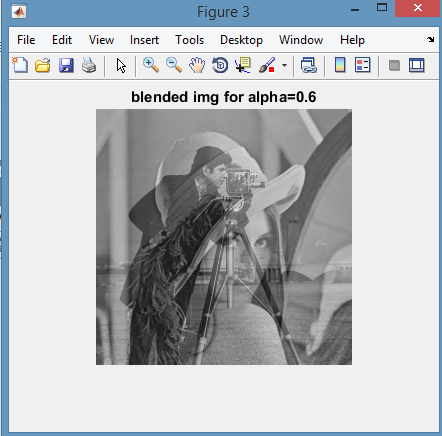 Figure 3
File Edit View Insert Tools Desktop Window Help
blended img for alpha=0.6